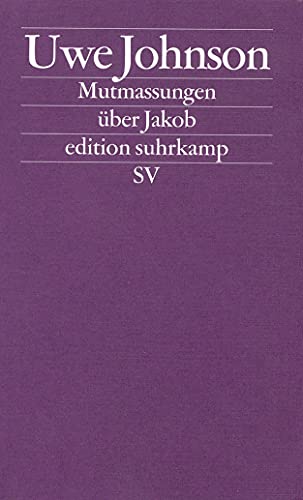 Uwe Johnson
Mutmassungen
über Jakob
edition suhrkamp
SV